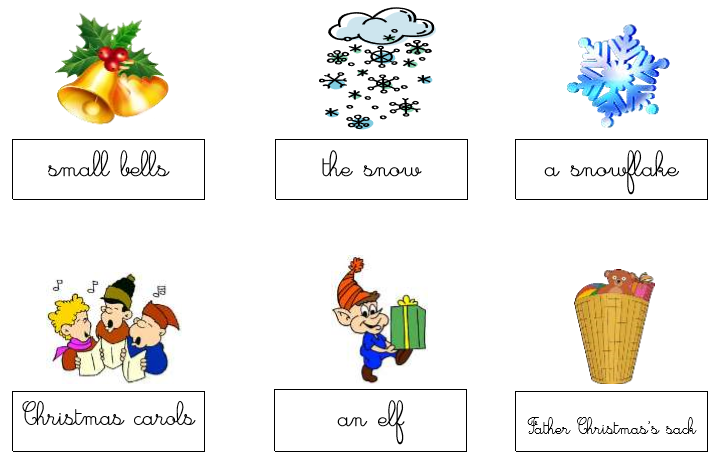 small bells
the snow
a snowflake
Christmas carols
an elf
Father Christmas's sack